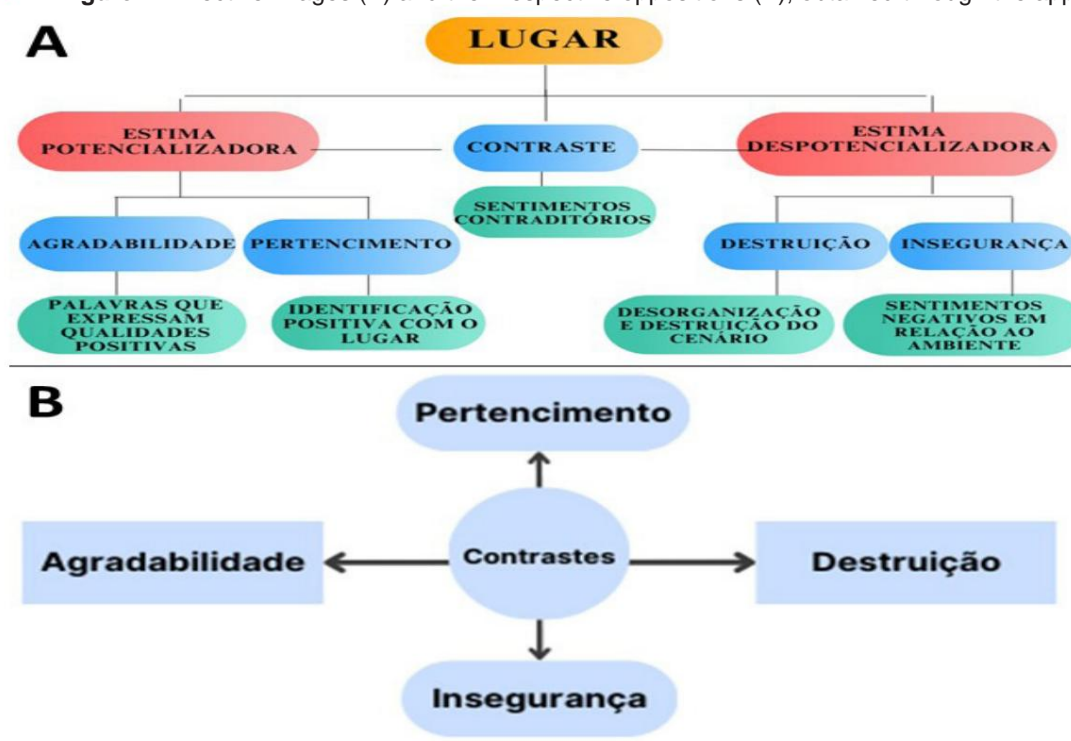 A
LUGAR
ESTIMA
POTENCIALIZADORA
CONTRASTE
ESTIMA
DESPOTENCIALIZADORA
SENTIMENTOS
CONTRADITÓRIOS
AGRADABILIDADE
PERTENCIMENTO
DESTRUIÇÃO
INSEGURANÇA
PALAVRAS QUE
EXPRESSAM
QUALIDADES
POSITIVAS
IDENTIFICAÇÃO
POSITIVA COM O
LUGAR
DESORGANIZAÇÃO
E DESTRUIÇÃO DO
CENÁRIO
SENTIMENTOS
NEGATIVOS EM
RELAÇÃO AO
AMBIENTE
B
Pertencimento
Agradabilidade
Contrastes
Destruição
Insegurança